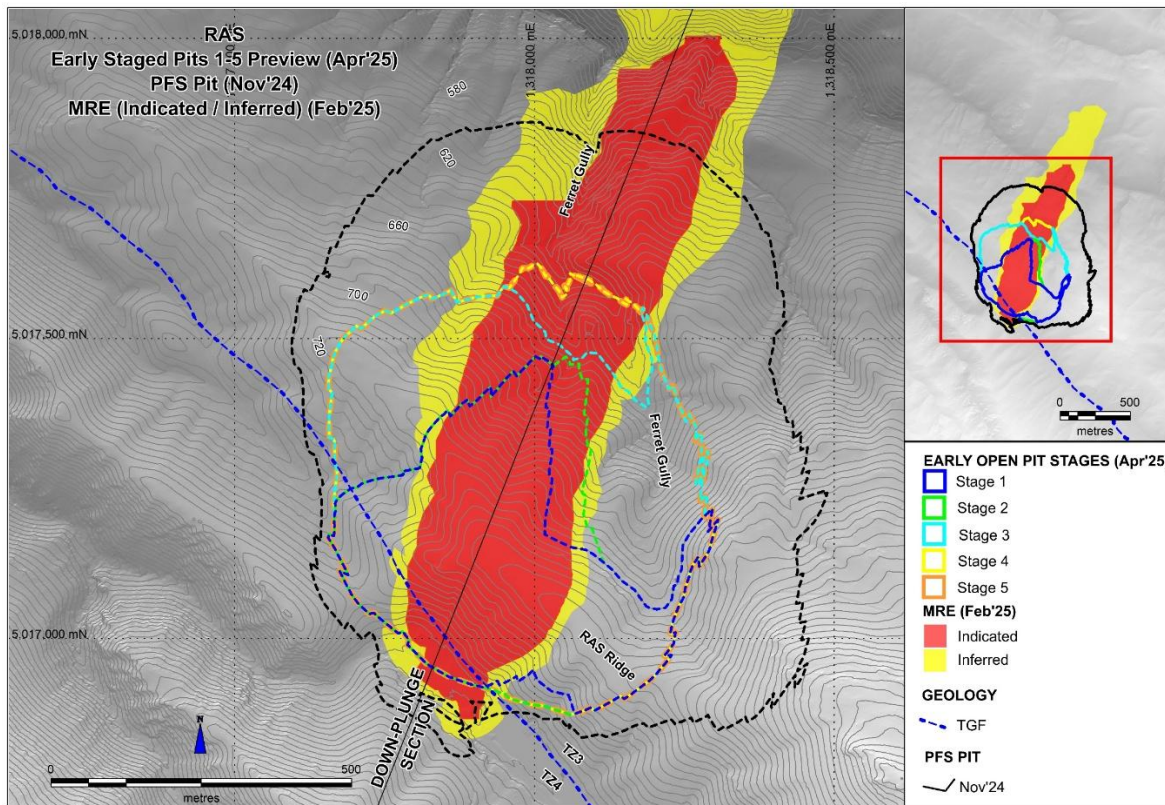 RAS
Early Staged Pits 1-5 Preview (Apr'25)
PFS Pit (Nov'24)
MRE (Indicated / Inferred) (Feb'25)
5,018,000 mN
5,017,500 mN
5,017,000 mN
1,318,000 mE
1,318,500 mE
580
620
660
700
720
Ferret Gully
Ferret Gully
RAS Ridge
DOWN-PLUNGE
SECTION
TZ3
TZ4
N
0 500
metres
0 500
metres
EARLY OPEN PIT STAGES (Apr'25
Stage 1
Stage 2
Stage 3
Stage 4
Stage 5
MRE (Feb'25)
Indicated
Inferred
GEOLOGY
TGF
PFS PIT
Nov'24